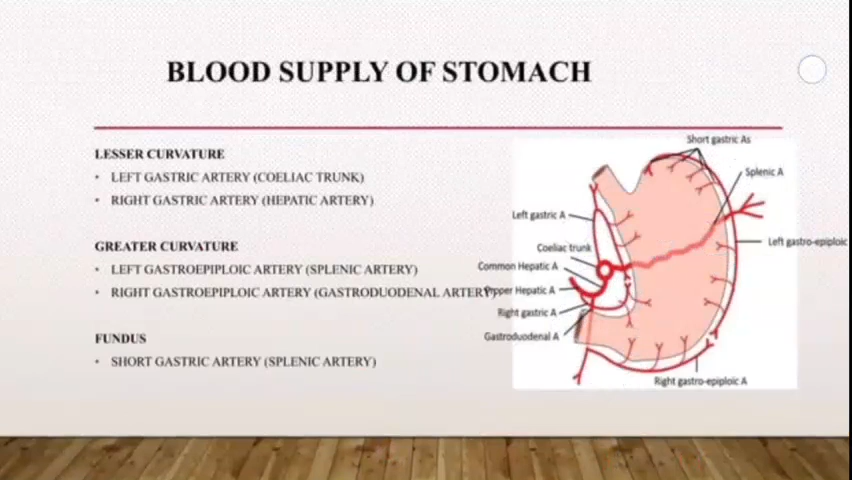 BLOOD SUPPLY OF STOMACH
LESSER CURVATURE
• LEFT GASTRIC ARTERY (COELIAC TRUNK)
• RIGHT GASTRIC ARTERY (HEPATIC ARTERY)
GREATER CURVATURE
• LEFT GASTROEPIPLOIC ARTERY (SPLENIC ARTERY)
• RIGHT GASTROEPIPLOIC ARTERY (GASTRODUODENAL ARTERY)
FUNDUS
• SHORT GASTRIC ARTERY (SPLENIC ARTERY)
Short gastric As
Splenic A
Left gastric A
Left gastro-epiploic
Coeliac trunk
Common Hepatic A
Proper Hepatic A
Right gastric A
Gastroduodenal A
Right gastro-epiploic A